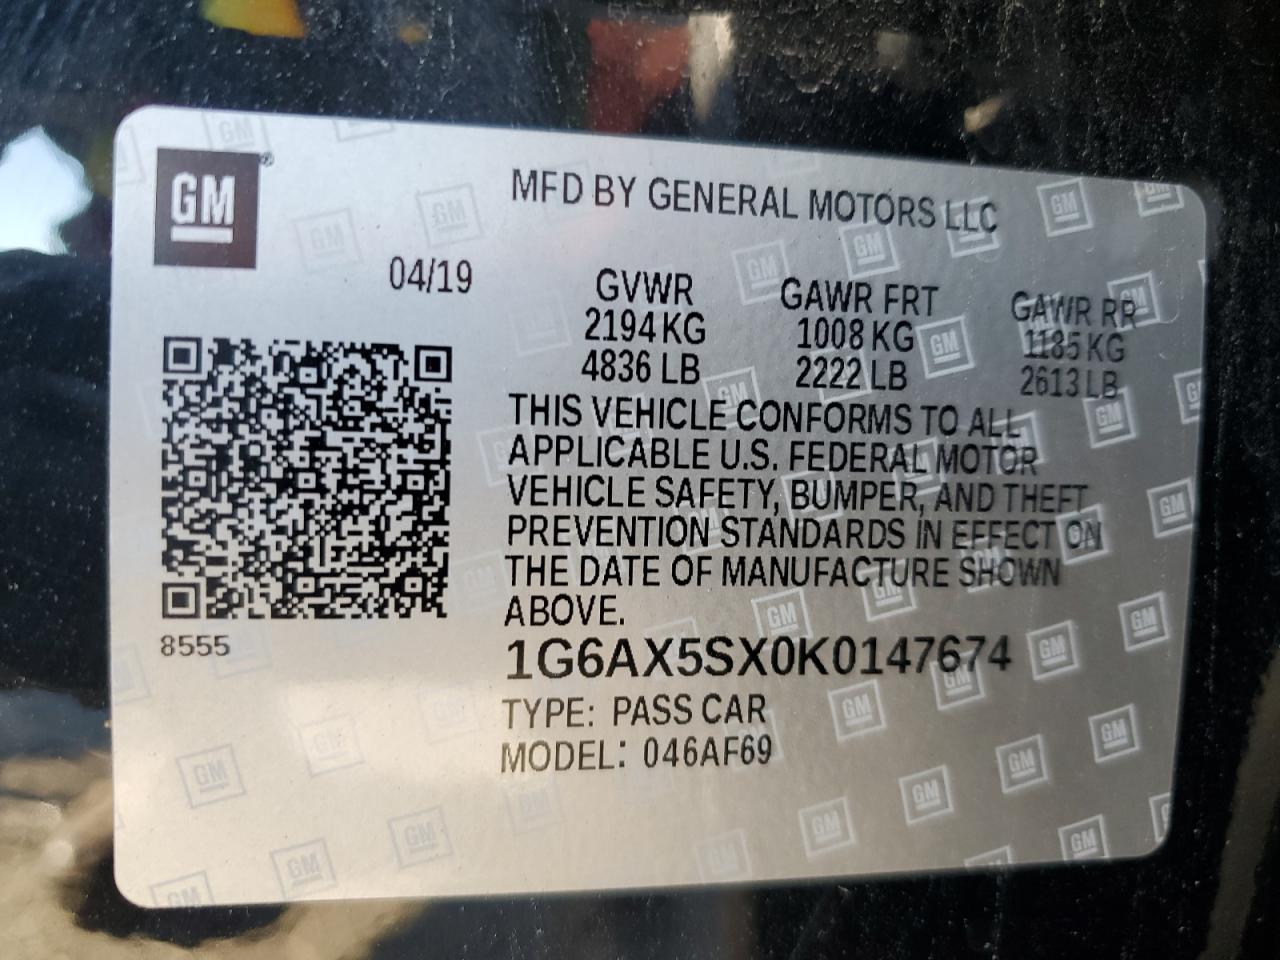 GM®
MFD BY GENERAL MOTORS LLC
04/19
GVWR GAWR FRT GAWR RR
2194 KG 1008 KG 1185 KG
4836 LB 2222 LB 2613 LB
THIS VEHICLE CONFORMS TO ALL
APPLICABLE U.S. FEDERAL MOTOR
VEHICLE SAFETY, BUMPER, AND THEFT
PREVENTION STANDARDS IN EFFECT ON
THE DATE OF MANUFACTURE SHOWN
ABOVE.
8555
1G6AX5SX0K0147674
TYPE: PASS CAR
MODEL: 046AF69